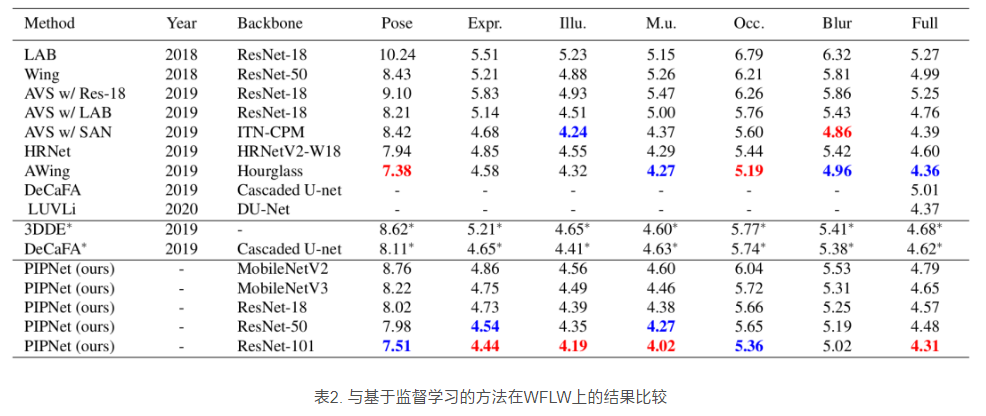 Method Year Backbone Pose Expr. Illu. M.u. Occ. Blur Full
LAB 2018 ResNet-18 10.24 5.51 5.23 5.15 6.79 6.32 5.27
Wing 2018 ResNet-50 8.43 5.21 4.88 5.26 6.21 5.81 4.99
AVS w/ Res-18 2019 ResNet-18 9.10 5.83 4.93 5.47 6.26 5.86 5.25
AVS w/ LAB 2019 ResNet-18 8.21 5.14 4.51 5.00 5.76 5.43 4.76
AVS w/ SAN 2019 ITN-CPM 8.42 4.68 4.24 4.37 5.60 4.86 4.39
HRNet 2019 HRNetV2-W18 7.94 4.85 4.55 4.29 5.44 5.42 4.60
AWing 2019 Hourglass 7.38 4.58 4.32 4.27 5.19 4.96 4.36
DeCaFA 2019 Cascaded U-net - - - - - - 5.01
LUVLi 2020 DU-Net - - - - - - 4.37
3DDE* 2019 - 8.62* 5.21* 4.65* 4.60* 5.77* 5.41* 4.68*
DeCaFA* 2019 Cascaded U-net 8.11* 4.65* 4.41* 4.63* 5.74* 5.38* 4.62*
PIPNet (ours) - MobileNetV2 8.76 4.86 4.56 4.60 6.04 5.53 4.79
PIPNet (ours) - MobileNetV3 8.22 4.75 4.49 4.46 5.72 5.31 4.65
PIPNet (ours) - ResNet-18 8.02 4.73 4.39 4.38 5.66 5.25 4.57
PIPNet (ours) - ResNet-50 7.98 4.54 4.35 4.27 5.65 5.19 4.48
PIPNet (ours) - ResNet-101 7.51 4.44 4.19 4.02 5.36 5.02 4.31
表2. 与基于监督学习的方法在WFLW上的结果比较